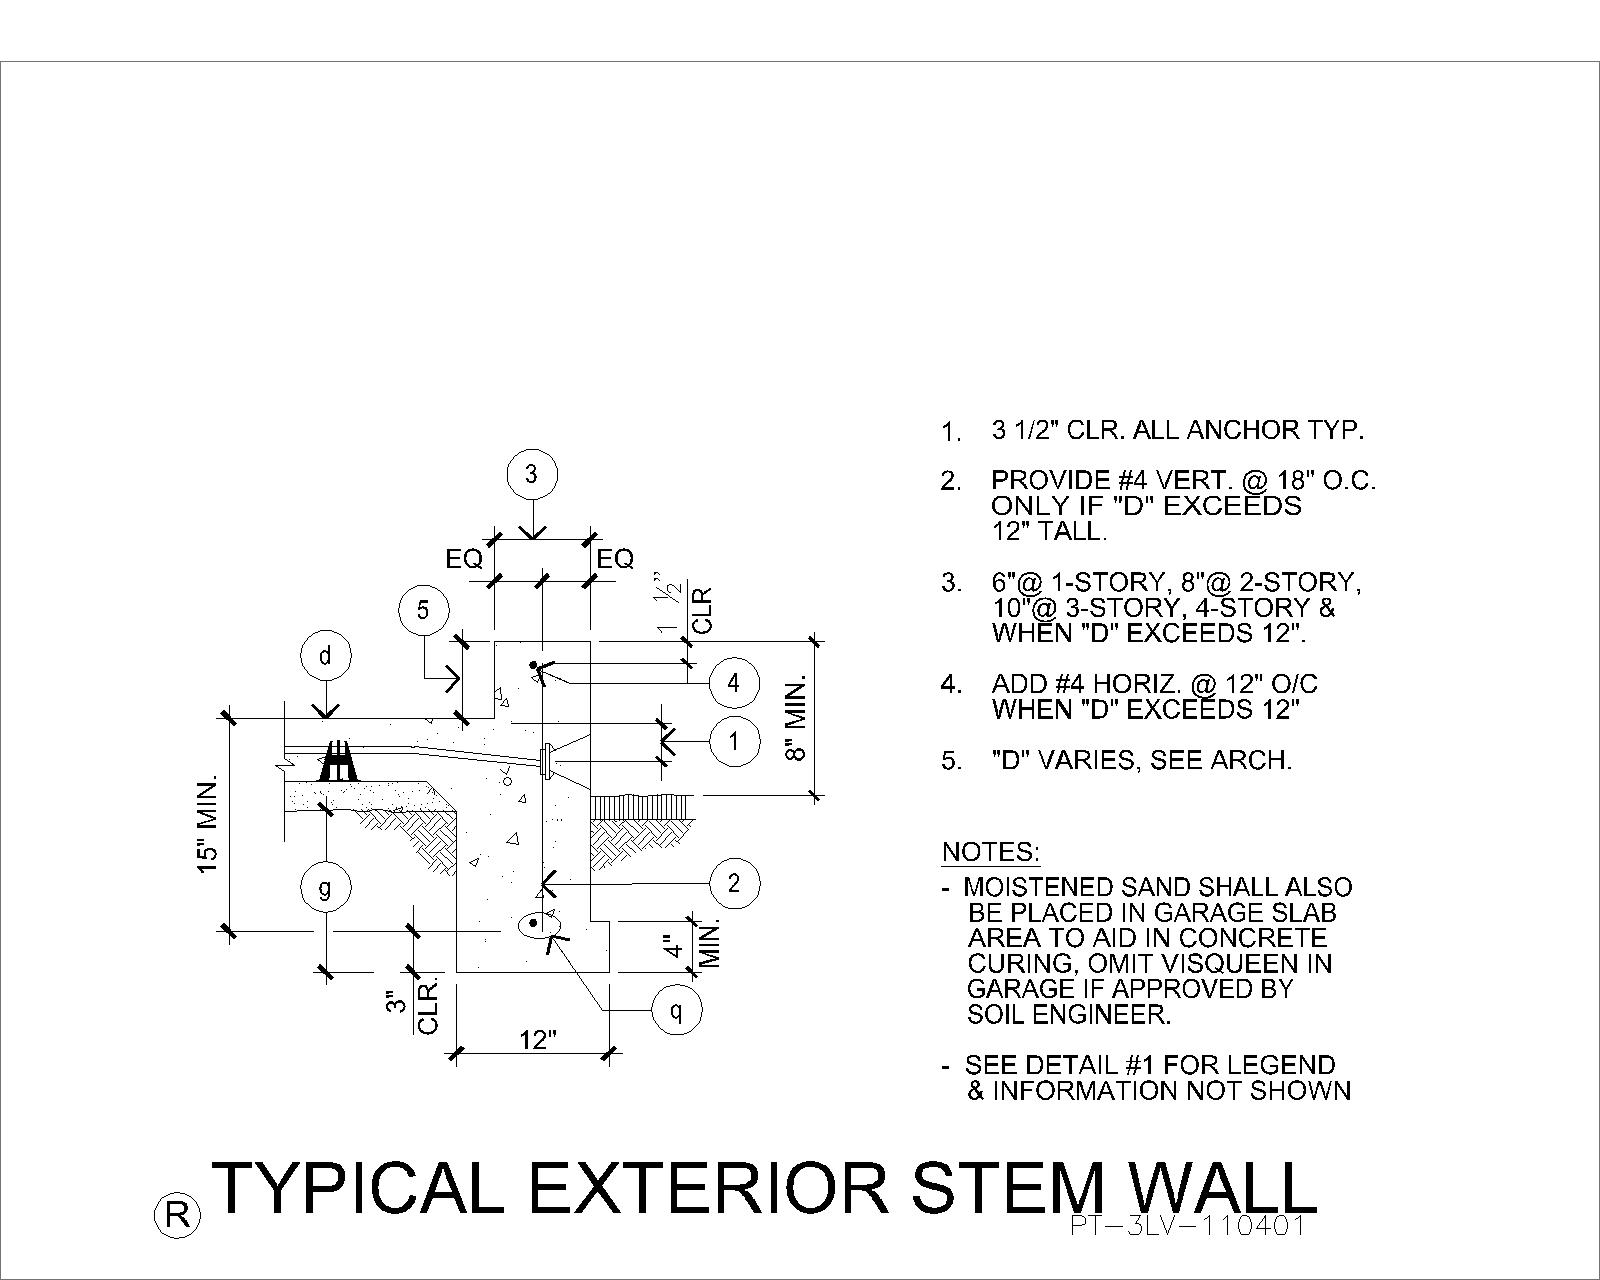 3
EQ
EQ
1 ½" CLR
5
d
4
1
8" MIN.
15" MIN.
g
2
4" MIN.
3" CLR.
q
12"
1. 3 1/2" CLR. ALL ANCHOR TYP.
2. PROVIDE #4 VERT. @ 18" O.C.
ONLY IF "D" EXCEEDS
12" TALL.
3. 6"@ 1-STORY, 8"@ 2-STORY,
10"@ 3-STORY, 4-STORY &
WHEN "D" EXCEEDS 12".
4. ADD #4 HORIZ. @ 12" O/C
WHEN "D" EXCEEDS 12"
5. "D" VARIES, SEE ARCH.
NOTES:
- MOISTENED SAND SHALL ALSO
BE PLACED IN GARAGE SLAB
AREA TO AID IN CONCRETE
CURING, OMIT VISQUEEN IN
GARAGE IF APPROVED BY
SOIL ENGINEER.
- SEE DETAIL #1 FOR LEGEND
& INFORMATION NOT SHOWN
R TYPICAL EXTERIOR STEM WALL
PT-3LV-110401